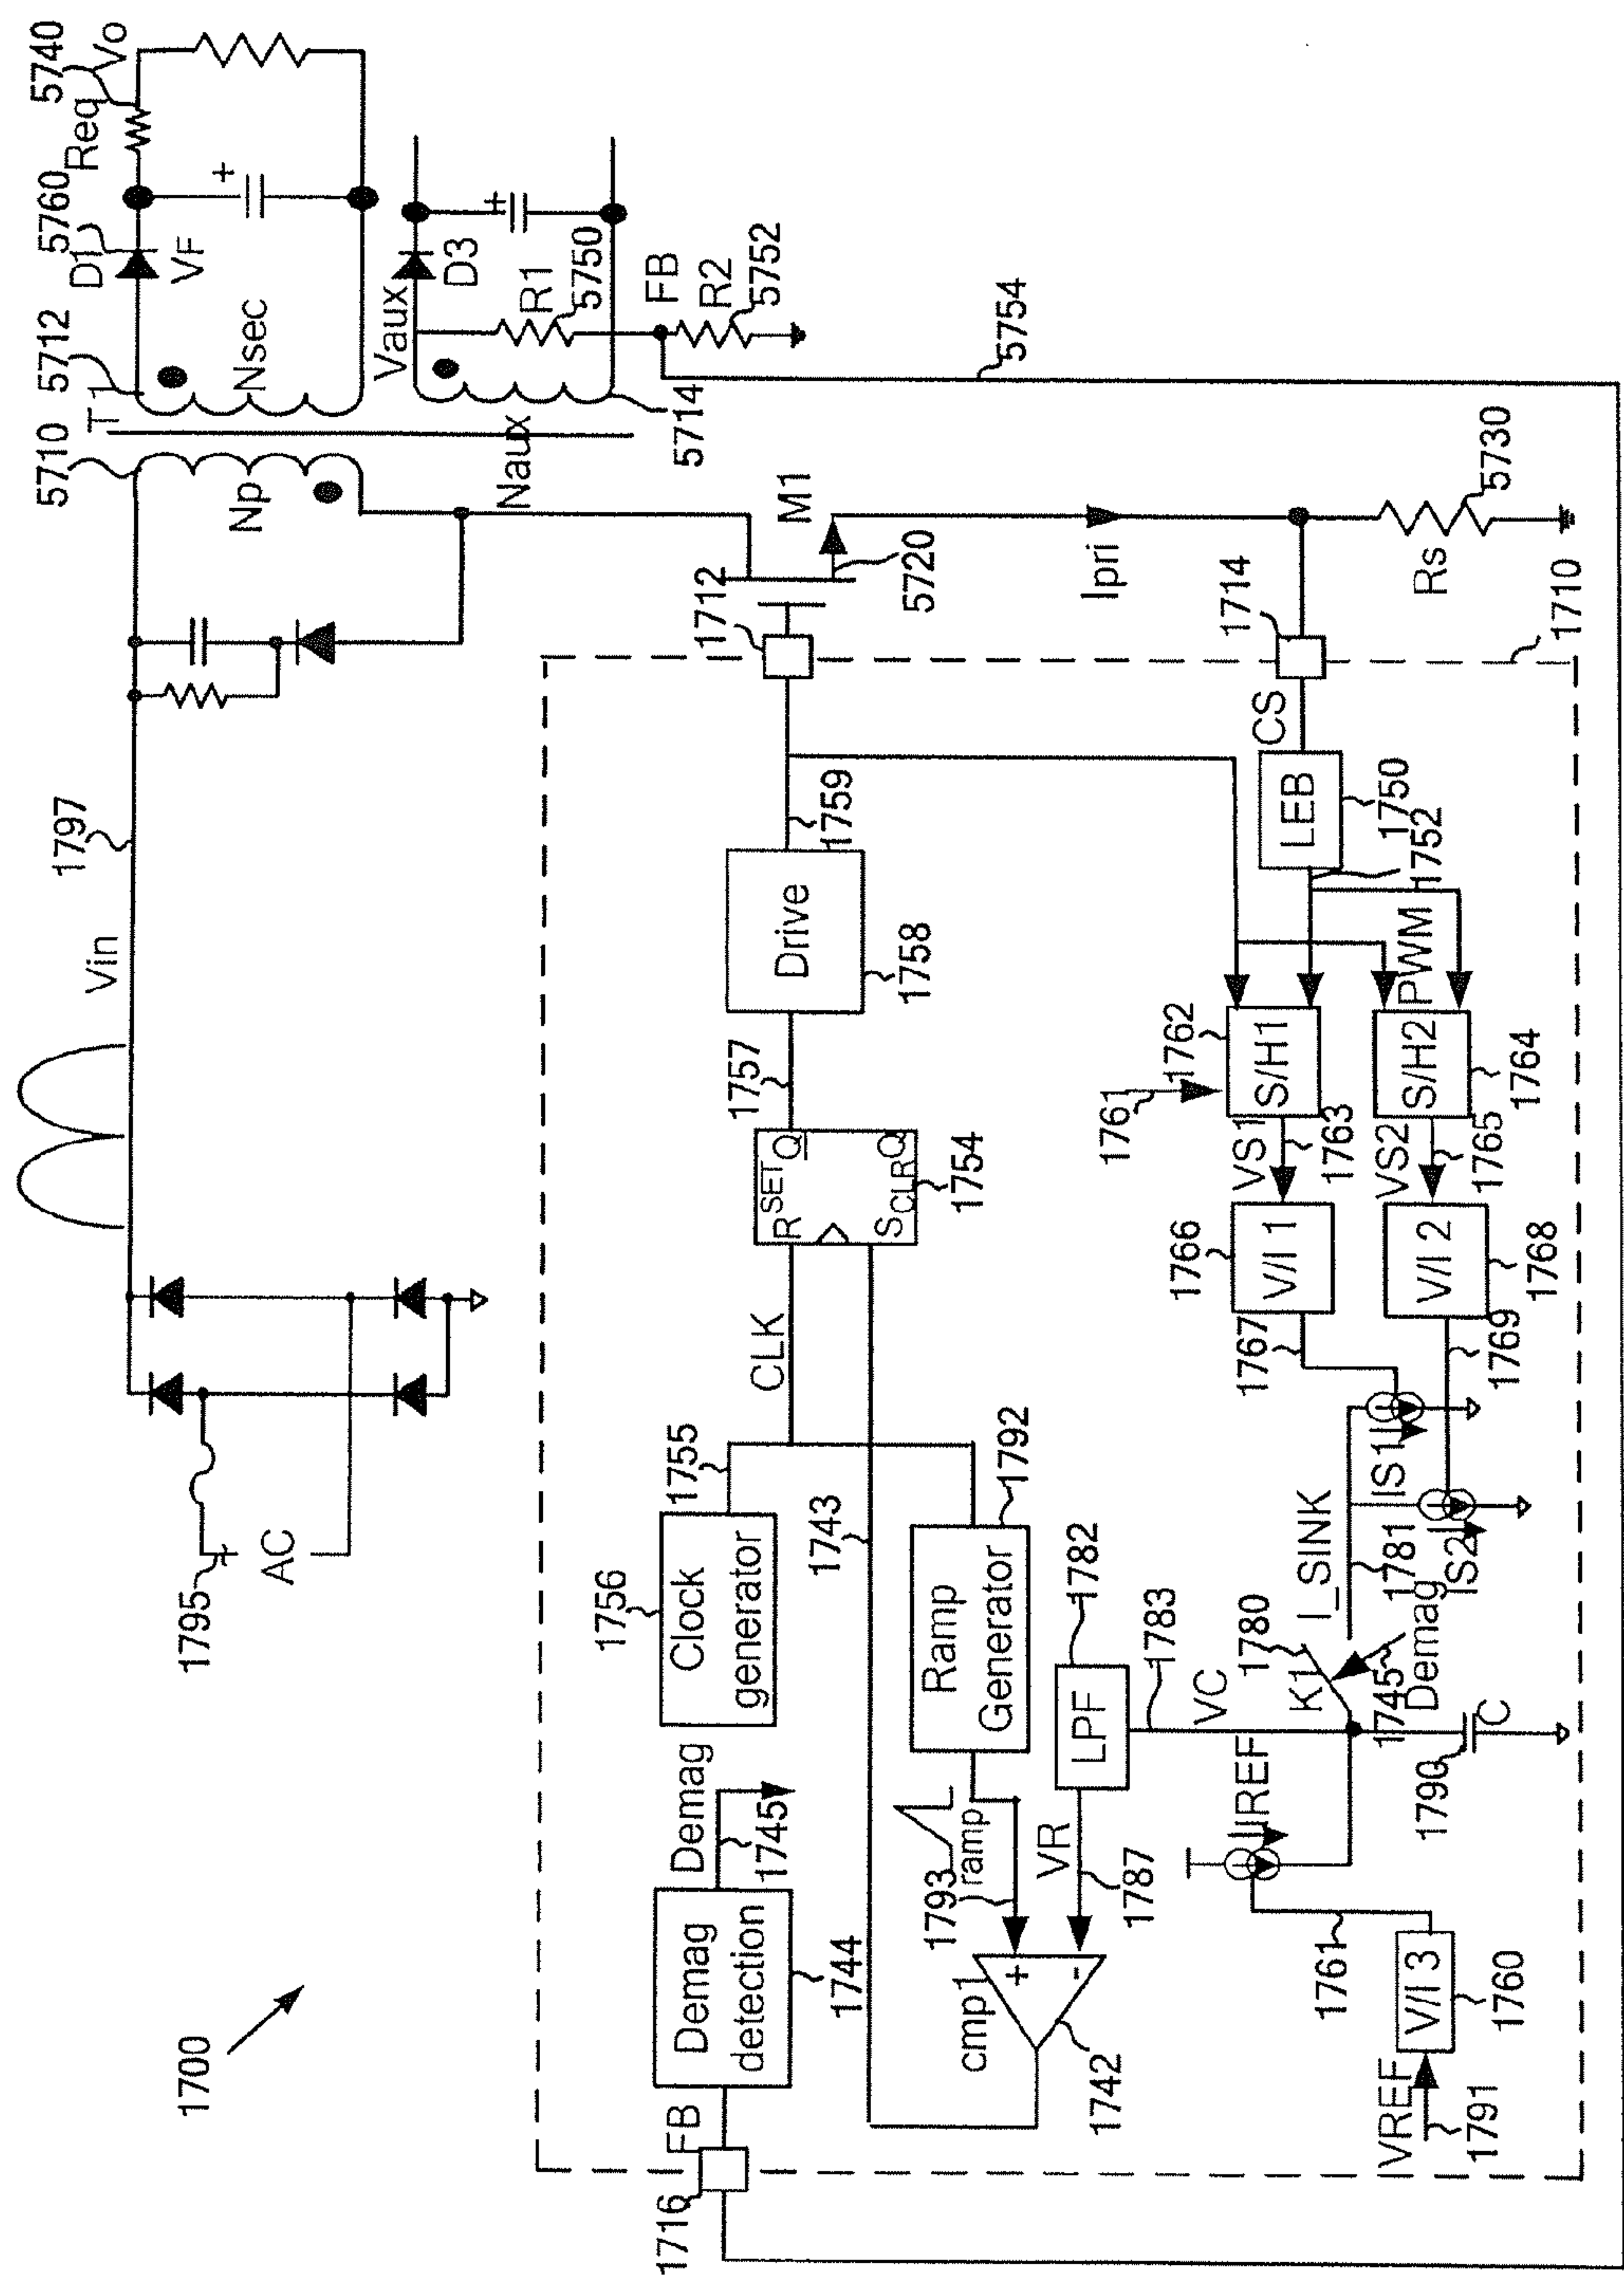 1700
1795
AC
Vin
1797
5710
T1
5712
D1
5760
Req
5740
Vo
VF
Np
Nsec
Vaux
D3
R1
5750
FB
R2
5752
Naux
5714
5754
M1
5720
Ipri
Rs
5730
1716
FB
Demag
detection
1744
Demag
1745
1756
Clock
generator
1755
CLK
1743
R
SET
Q
S
CLR
Q
1754
1757
Drive
1758
1759
1712
1714
1710
CS
LEB
1750
1752
PWM
cmp1
+
-
1742
1793
ramp
Ramp
Generator
1792
VR
1787
LPF
1782
1783
VC
1761
S/H1
1762
VS1
1763
S/H2
1764
VS2
1765
V/I 1
1766
1767
V/I 2
1768
1769
IS1
IS2
I_SINK
1781
1780
K1
1745
Demag
IREF
1790
C
1761
V/I 3
1760
VREF
1791